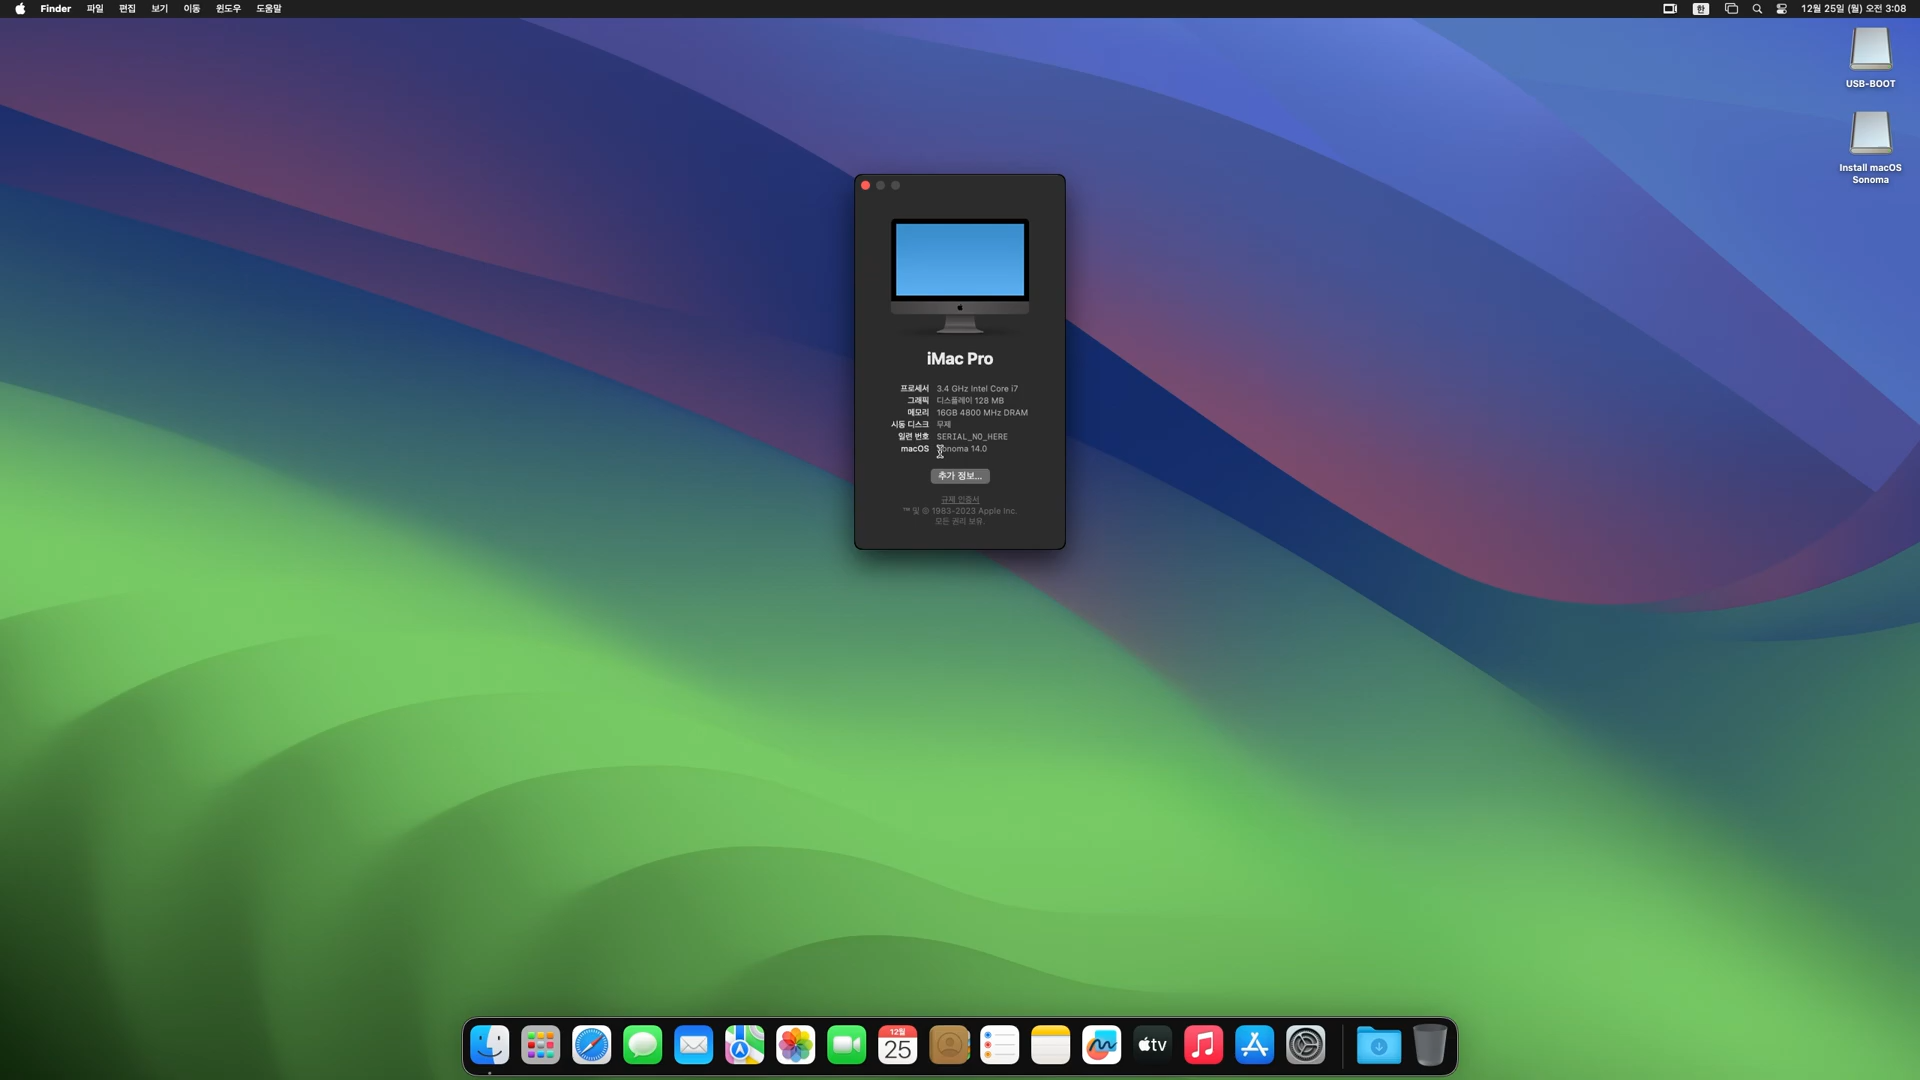 Finder 파일 편집 보기 이동 윈도우 도움말
한 12월 25일 (월) 오전 3:08
USB-BOOT
Install macOS
Sonoma
iMac Pro
프로세서 3.4 GHz Intel Core i7
그래픽 디스플레이 128 MB
메모리 16GB 4800 MHz DRAM
시동 디스크 무제
일련 번호 SERIAL_NO_HERE
macOS Sonoma 14.0
추가 정보...
규제 인증서
™ 및 © 1983-2023 Apple Inc.
모든 권리 보유.
12월
25
tv